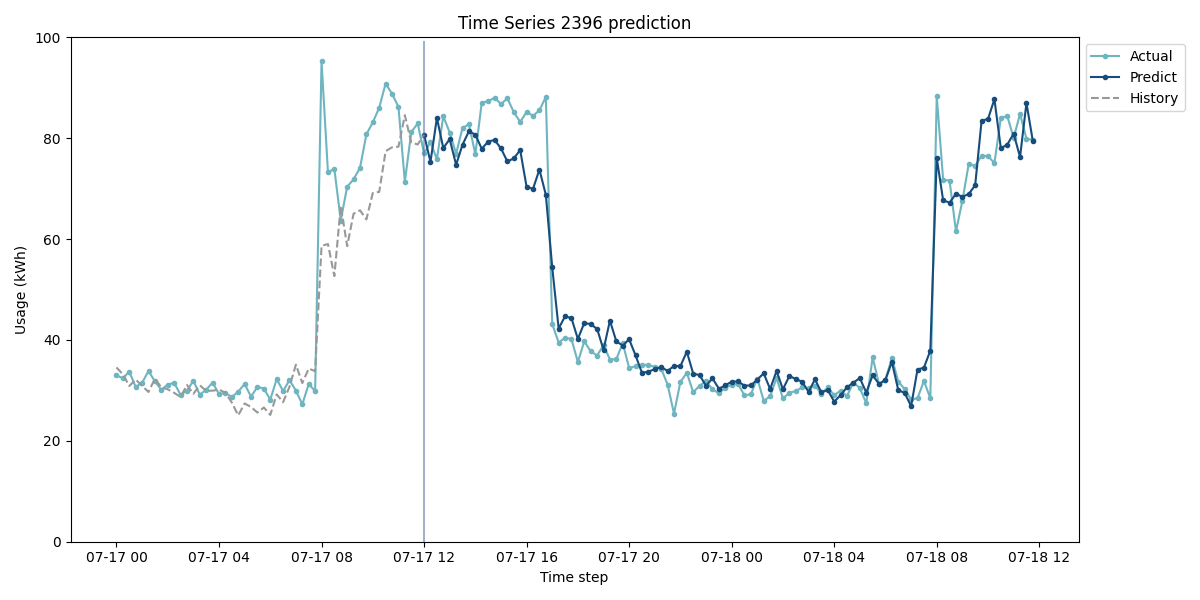 Time Series 2396 prediction
100
80
60
40
20
0
Usage (kWh)
07-17 00
07-17 04
07-17 08
07-17 12
07-17 16
07-17 20
07-18 00
07-18 04
07-18 08
07-18 12
Time step
Actual
Predict
History